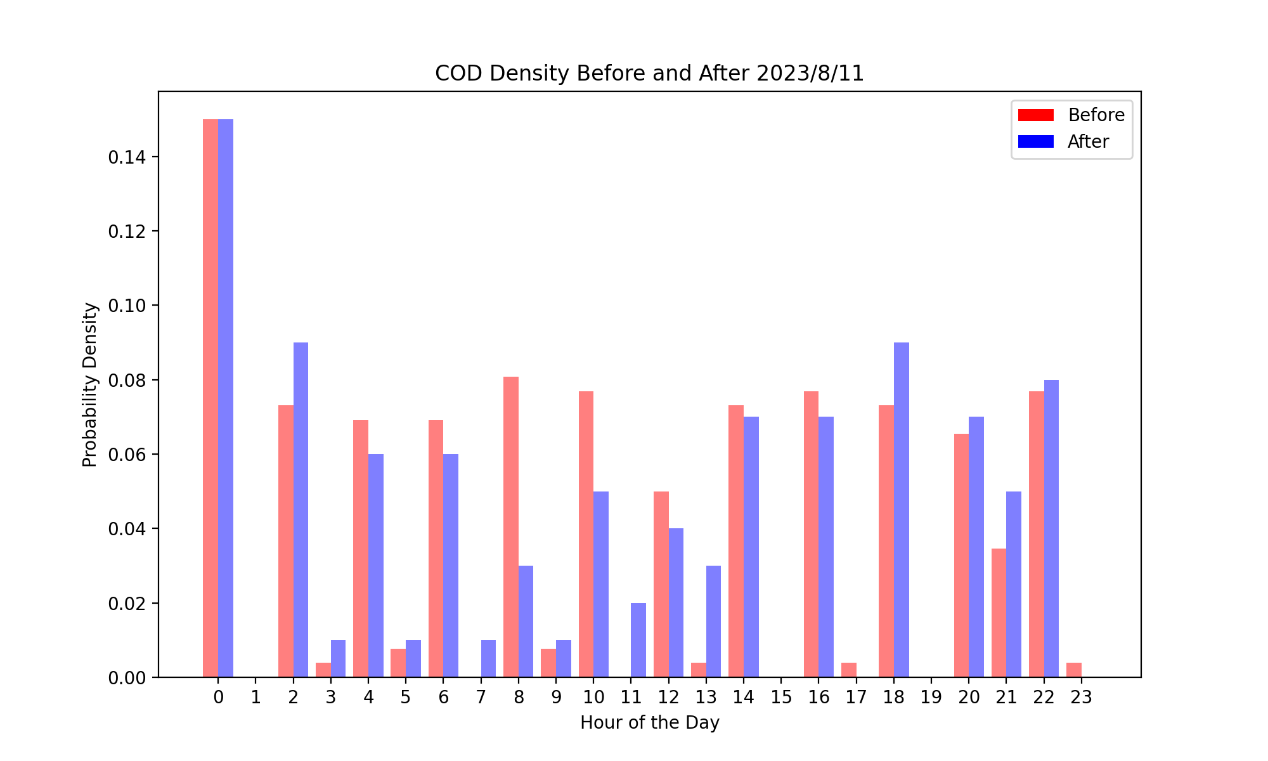 COD Density Before and After 2023/8/11
Before
After
Probability Density
0.14
0.12
0.10
0.08
0.06
0.04
0.02
0.00
0 1 2 3 4 5 6 7 8 9 10 11 12 13 14 15 16 17 18 19 20 21 22 23
Hour of the Day